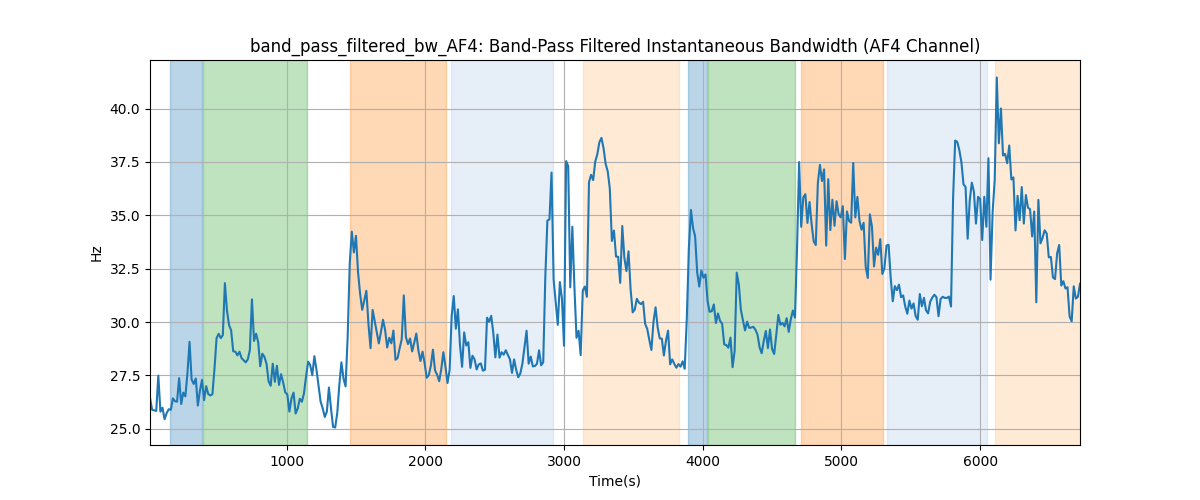 band_pass_filtered_bw_AF4: Band-Pass Filtered Instantaneous Bandwidth (AF4 Channel)
40.0
37.5
35.0
32.5
30.0
27.5
25.0
Hz
1000 2000 3000 4000 5000 6000
Time(s)